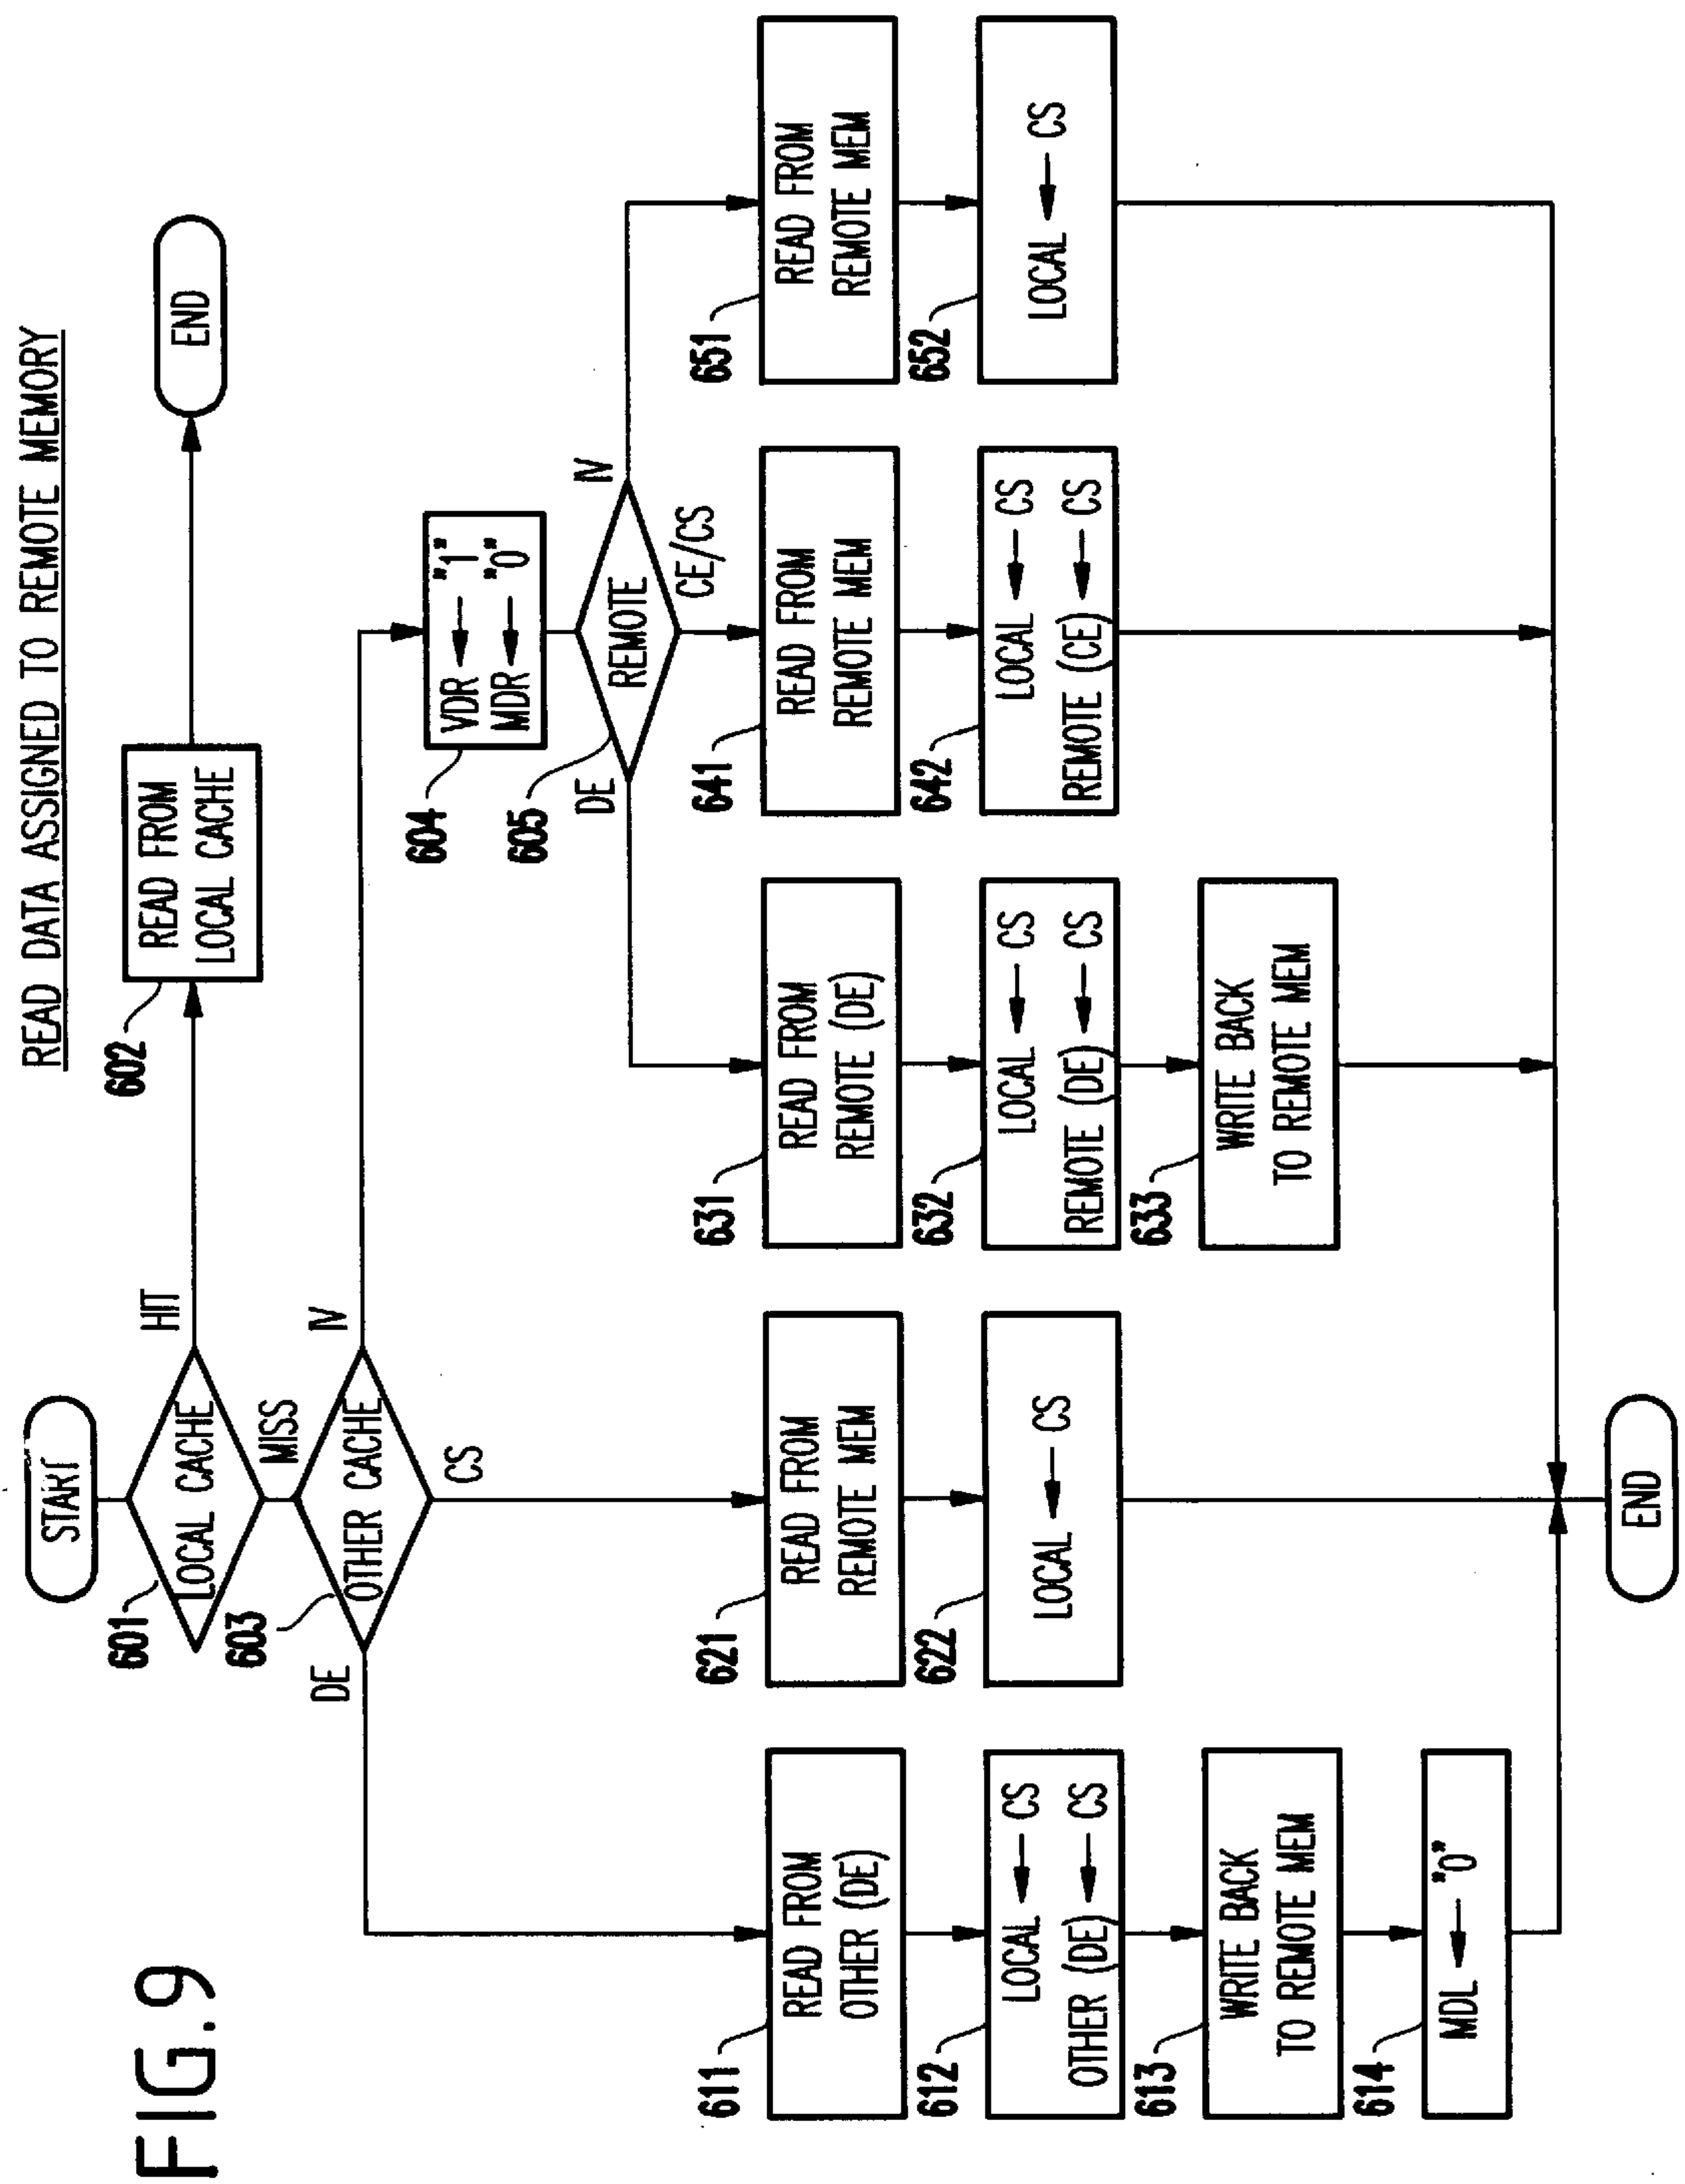 FIG.9
READ DATA ASSIGNED TO REMOTE MEMORY
START
601
LOCAL CACHE
HIT
602
READ FROM
LOCAL CACHE
END
MISS
603
OTHER CACHE
DE
IV
CS
604
VDR ← "1"
MDR ← "0"
605
REMOTE
DE
IV
CE/CS
611
READ FROM
OTHER (DE)
612
LOCAL ← CS
OTHER (DE) ← CS
613
WRITE BACK
TO REMOTE MEM
614
MDL ← "0"
621
READ FROM
REMOTE MEM
622
LOCAL ← CS
631
READ FROM
REMOTE (DE)
632
LOCAL ← CS
REMOTE (DE) ← CS
633
WRITE BACK
TO REMOTE MEM
641
READ FROM
REMOTE MEM
642
LOCAL ← CS
REMOTE (CE) ← CS
651
READ FROM
REMOTE MEM
652
LOCAL ← CS
END